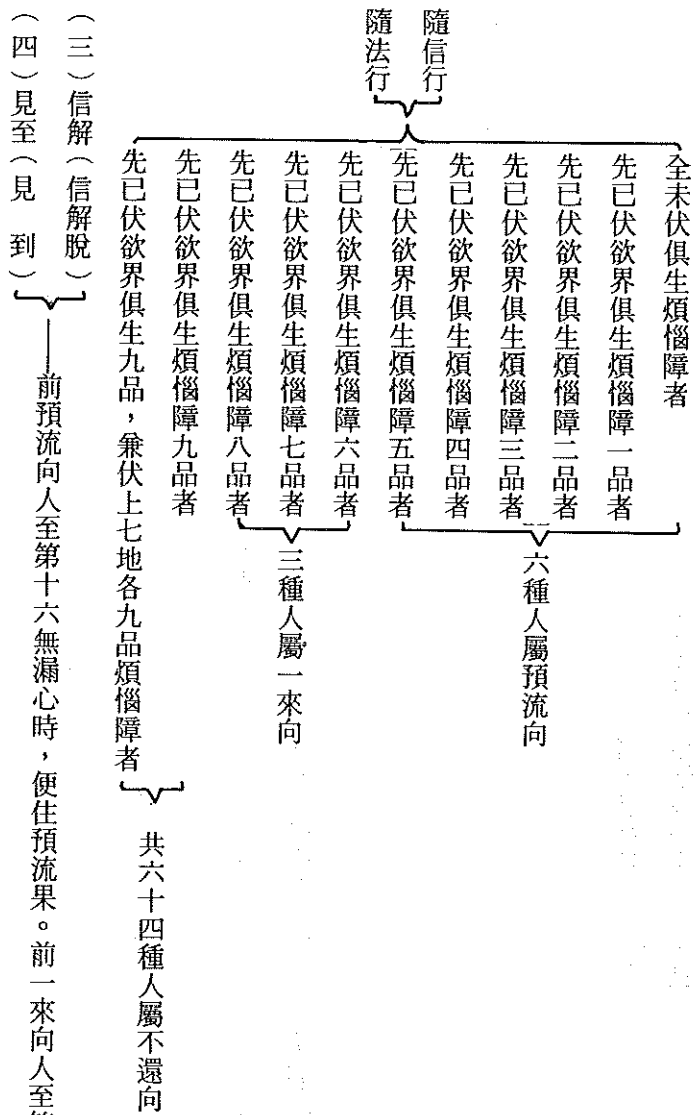 隨信行
隨法行
全未伏俱生煩惱障者
先已伏欲界俱生煩惱障一品者
先已伏欲界俱生煩惱障二品者
先已伏欲界俱生煩惱障三品者
先已伏欲界俱生煩惱障四品者
先已伏欲界俱生煩惱障五品者
六種人屬預流向
先已伏欲界俱生煩惱障六品者
先已伏欲界俱生煩惱障七品者
先已伏欲界俱生煩惱障八品者
三種人屬一來向
先已伏欲界俱生煩惱障九品者
先已伏欲界俱生九品，兼伏上七地各九品煩惱障者
共六十四種人屬不還向
（三）信解（信解脫）
（四）見至（見 到）
——前預流向人至第十六無漏心時，便住預流果。前一來向人至